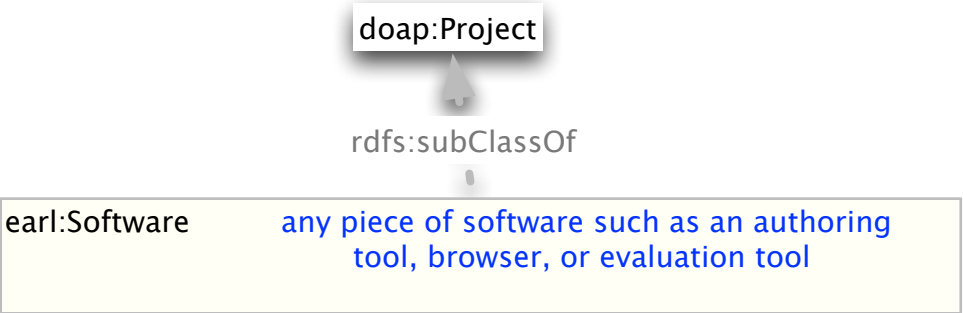 doap:Project
rdfs:subClassOf
earl:Software any piece of software such as an authoring
tool, browser, or evaluation tool